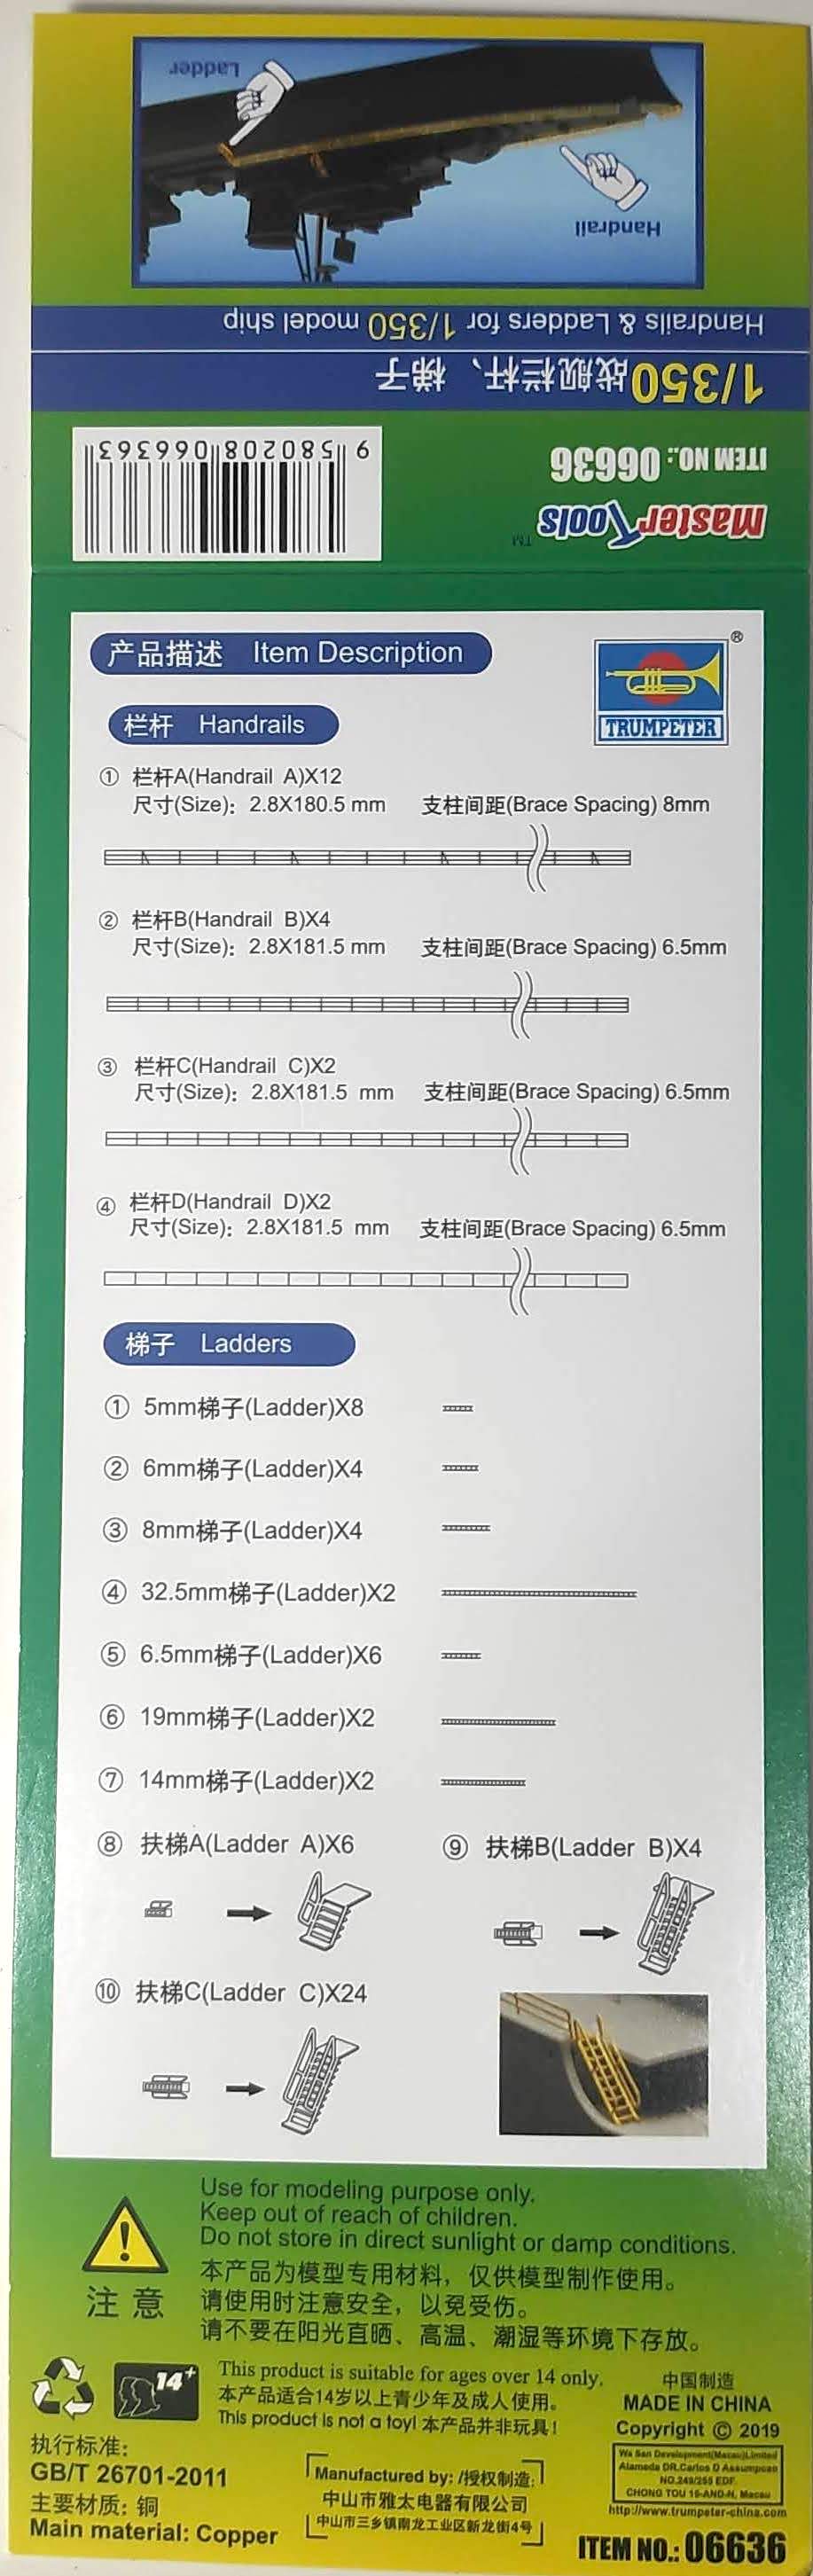 Ladder
Handrail
Handrails & Ladders for 1/350 model ship
1/350战舰栏杆、梯子
ITEM NO.: 06636
9 580208 066363
Master Tools™
产品描述 Item Description
®
TRUMPETER
栏杆 Handrails
① 栏杆A(Handrail A)X12
尺寸(Size): 2.8X180.5 mm 支柱间距(Brace Spacing) 8mm
② 栏杆B(Handrail B)X4
尺寸(Size): 2.8X181.5 mm 支柱间距(Brace Spacing) 6.5mm
③ 栏杆C(Handrail C)X2
尺寸(Size): 2.8X181.5 mm 支柱间距(Brace Spacing) 6.5mm
④ 栏杆D(Handrail D)X2
尺寸(Size): 2.8X181.5 mm 支柱间距(Brace Spacing) 6.5mm
梯子 Ladders
① 5mm梯子(Ladder)X8
② 6mm梯子(Ladder)X4
③ 8mm梯子(Ladder)X4
④ 32.5mm梯子(Ladder)X2
⑤ 6.5mm梯子(Ladder)X6
⑥ 19mm梯子(Ladder)X2
⑦ 14mm梯子(Ladder)X2
⑧ 扶梯A(Ladder A)X6
⑨ 扶梯B(Ladder B)X4
⑩ 扶梯C(Ladder C)X24
Use for modeling purpose only.
Keep out of reach of children.
Do not store in direct sunlight or damp conditions.
注意
本产品为模型专用材料，仅供模型制作使用。
请使用时注意安全，以免受伤。
请不要在阳光直晒、高温、潮湿等环境下存放。
14+
This product is suitable for ages over 14 only.
本产品适合14岁以上青少年及成人使用。
This product is not a toy! 本产品并非玩具!
中国制造
MADE IN CHINA
Copyright © 2019
执行标准:
GB/T 26701-2011
主要材质: 铜
Main material: Copper
Manufactured by: /授权制造:
中山市雅太电器有限公司
中山市三乡镇南龙工业区新龙街4号
Wa San Development(Macau)Limited
Alameda DR.Carlos D Assumpcao
NO.249/255 EDF.
CHONG TOU 15-AND-N, Macau
http://www.trumpeter-china.com
ITEM NO.: 06636